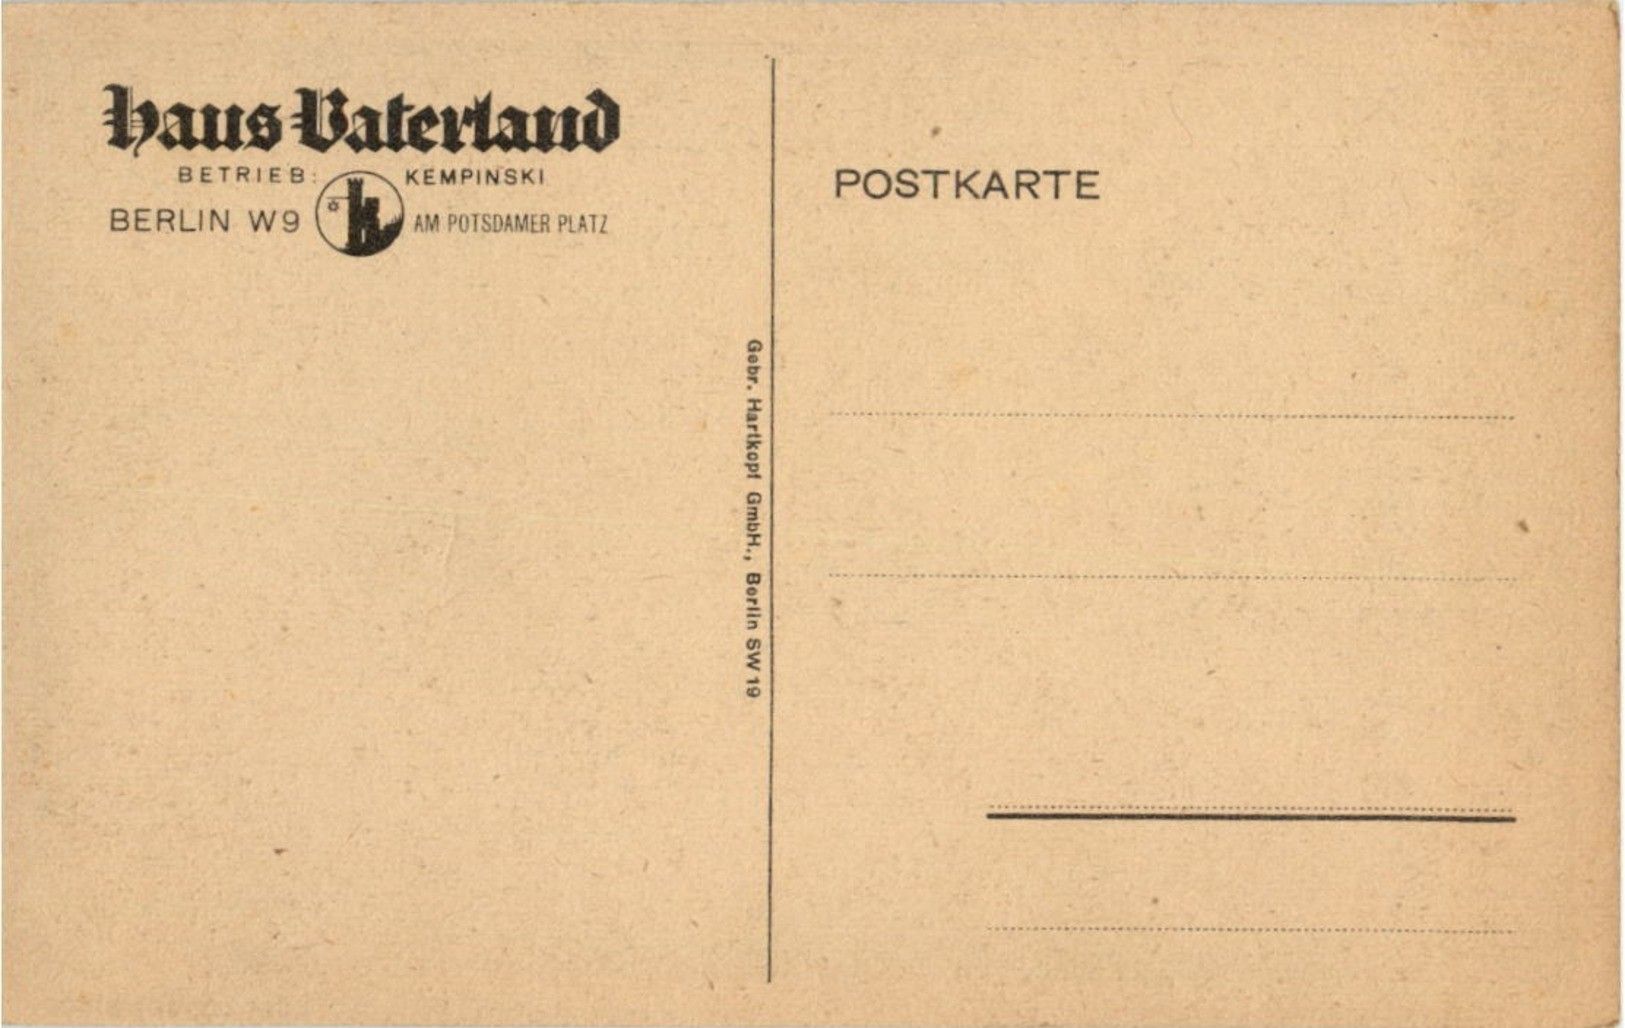 Haus Vaterland
BETRIEB: KEMPINSKI
BERLIN W9 AM POTSDAMER PLATZ
Gebr. Hartkopf GmbH., Berlin SW 19
POSTKARTE